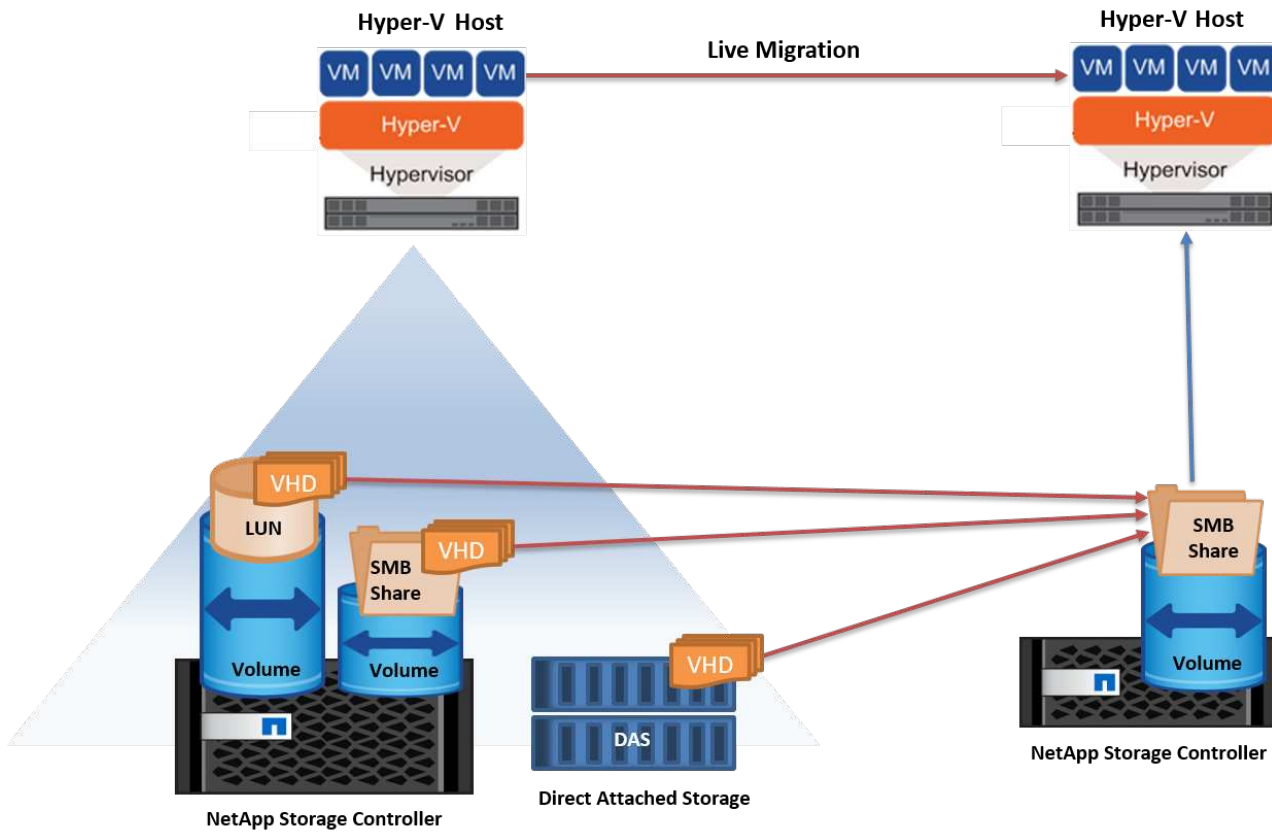 Hyper-V Host
Hyper-V Host
Live Migration
VM VM VM VM
VM VM VM VM
Hyper-V
Hyper-V
Hypervisor
Hypervisor
VHD
LUN
VHD
SMB
Share
SMB
Share
VHD
Volume
Volume
Volume
DAS
NetApp Storage Controller
Direct Attached Storage
NetApp Storage Controller